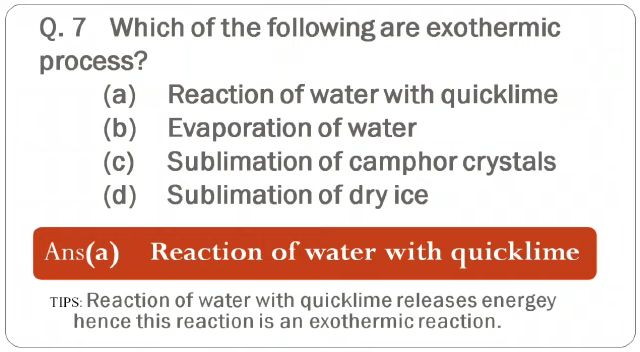 Q. 7 Which of the following are exothermic
process?
(a) Reaction of water with quicklime
(b) Evaporation of water
(c) Sublimation of camphor crystals
(d) Sublimation of dry ice
Ans(a) Reaction of water with quicklime
TIPS: Reaction of water with quicklime releases energey
hence this reaction is an exothermic reaction.